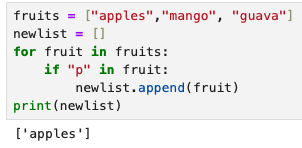 fruits = ["apples","mango", "guava"]
newlist = []
for fruit in fruits:
    if "p" in fruit:
        newlist.append(fruit)
print(newlist)
['apples']